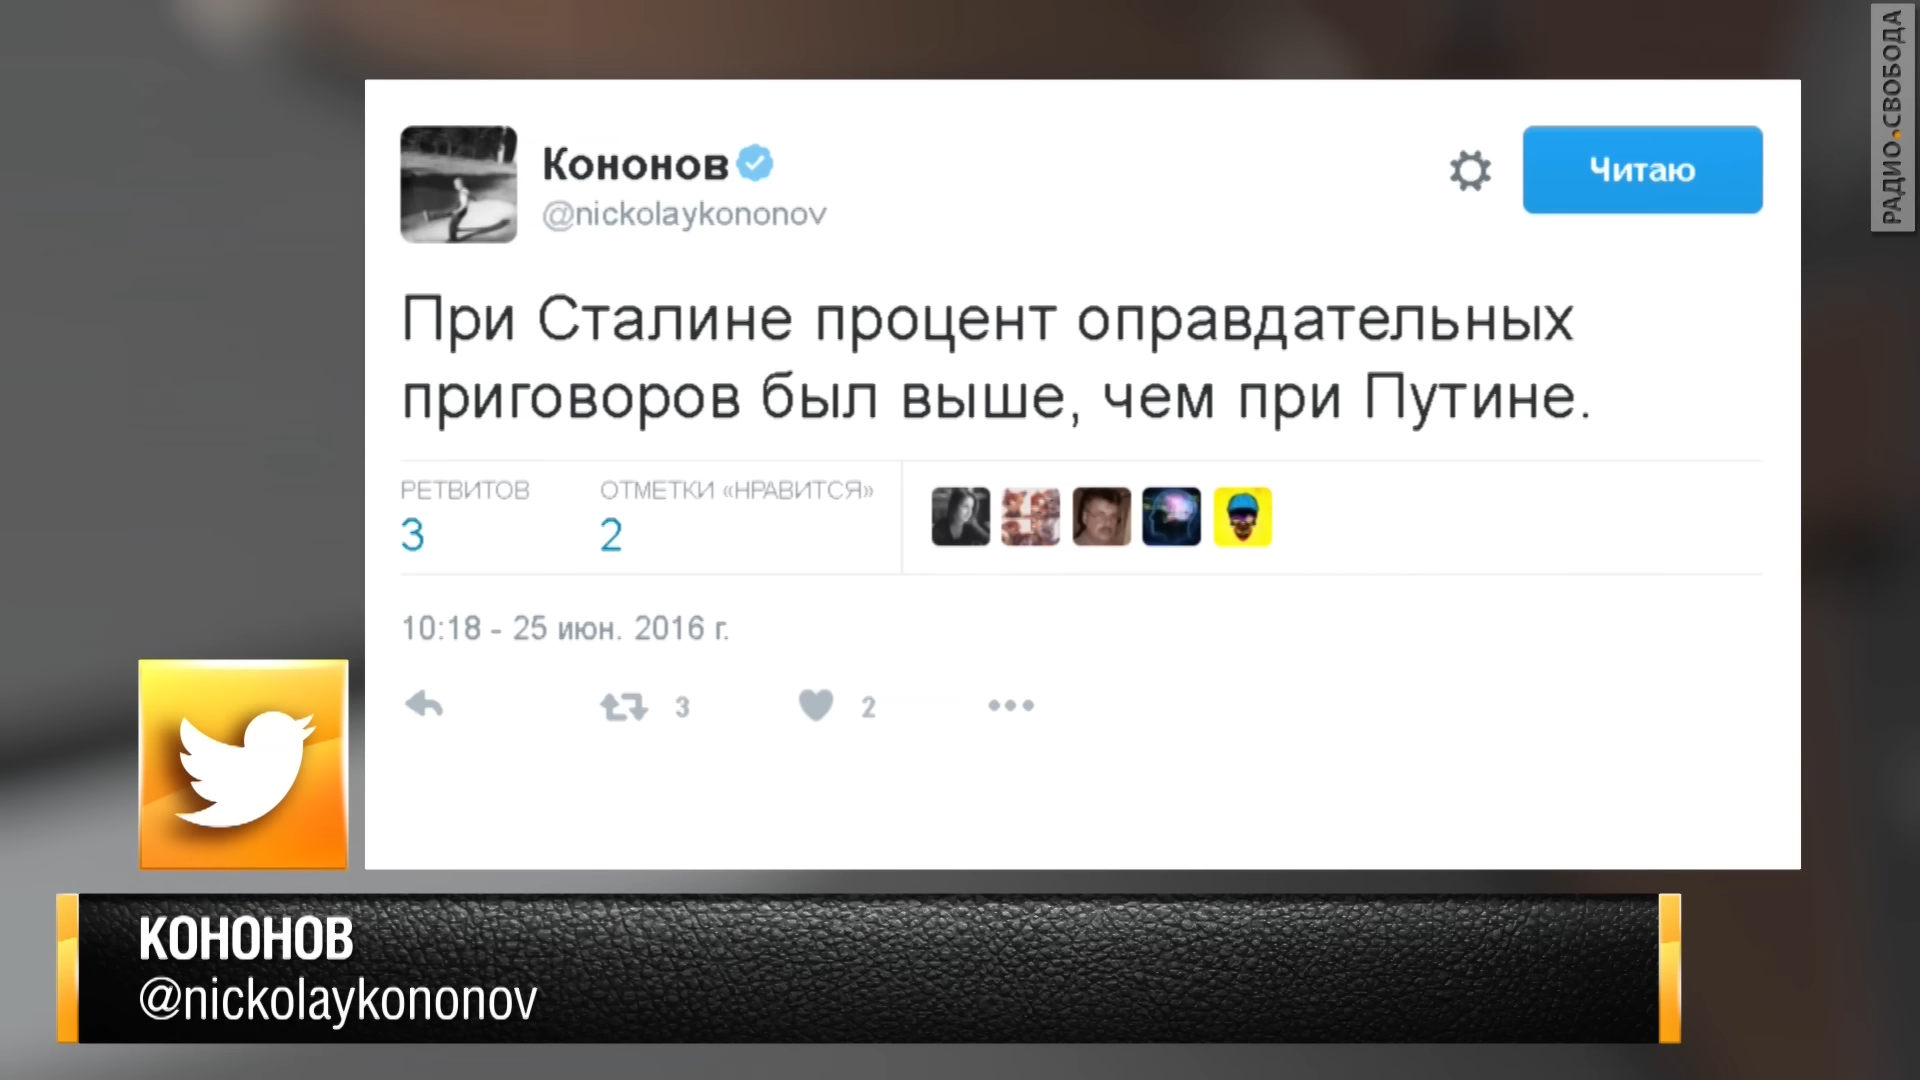 РАДИО.СВОБОДА
Кононов
@nickolaykononov
Читаю
При Сталине процент оправдательных
приговоров был выше, чем при Путине.
РЕТВИТОВ
3
ОТМЕТКИ «НРАВИТСЯ»
2
10:18 - 25 июн. 2016 г.
3
2
КОНОНОВ
@nickolaykononov